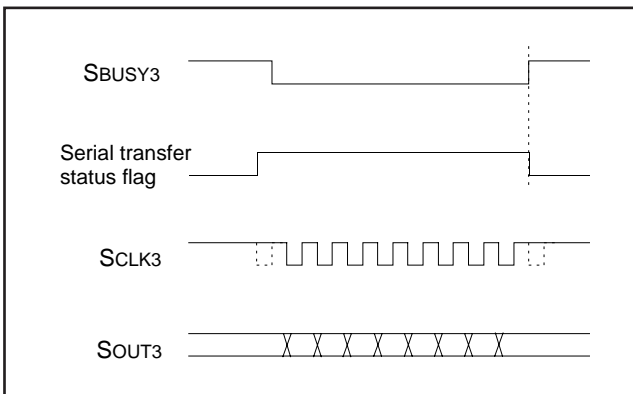 SBUSY3
Serial transfer
status flag
SCLK3
SOUT3